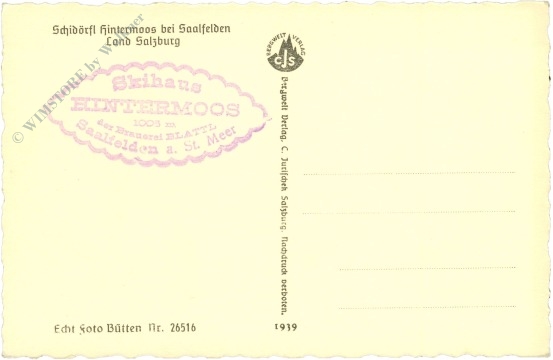 Schidörfl Hintermoos bei Saalfelden
Land Salzburg
© WIMSTORE by Wimmer
Skihaus
HINTERMOOS
1003 m
der Brauerei BLATTL
Saalfelden a. St. Meer
BERGWELT VERLAG
CJS
Bergwelt Verlag, C. Jurischek Salzburg. Nachdruck verboten.
Echt Foto Bütten Nr. 26516
1939